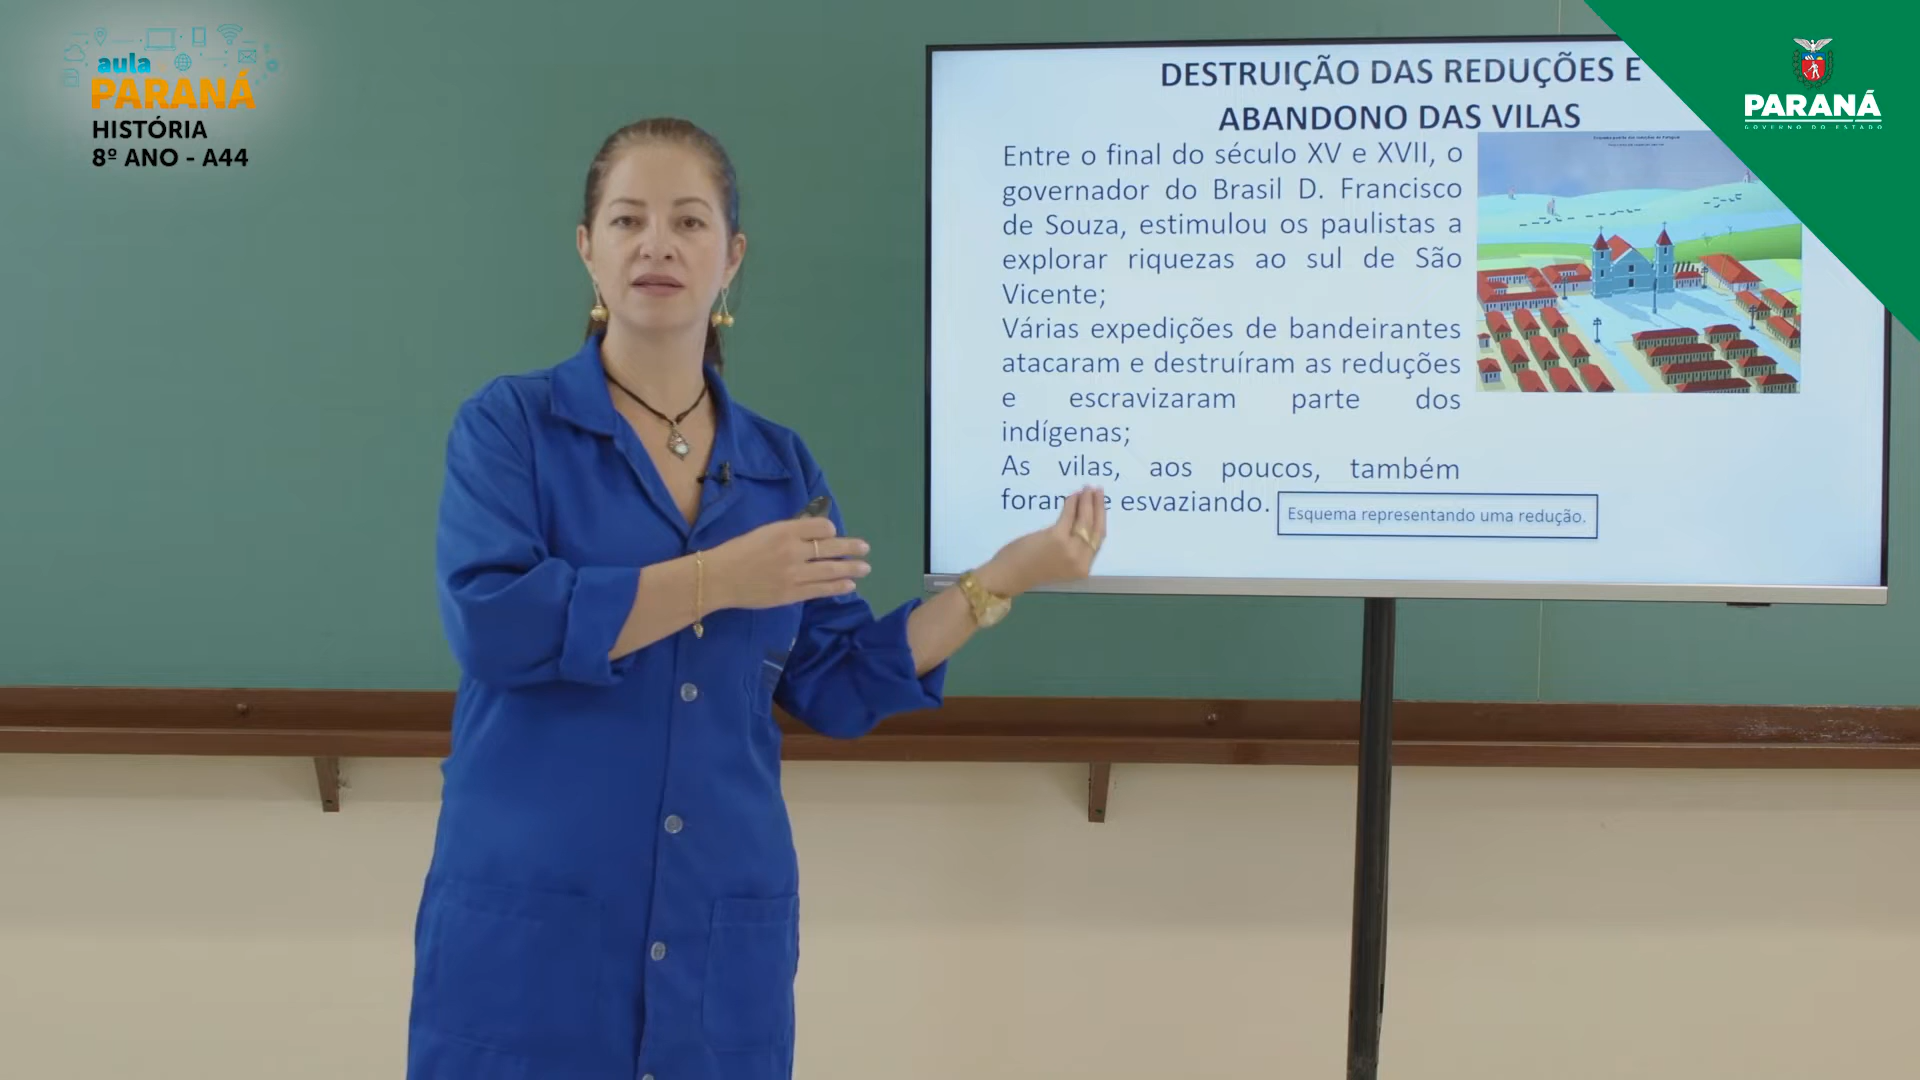 aula
PARANÁ
HISTÓRIA
8º ANO - A44
DESTRUIÇÃO DAS REDUÇÕES E
ABANDONO DAS VILAS
Entre o final do século XV e XVII, o
governador do Brasil D. Francisco
de Souza, estimulou os paulistas a
explorar riquezas ao sul de São
Vicente;
Várias expedições de bandeirantes
atacaram e destruíram as reduções
e escravizaram parte dos
indígenas;
As vilas, aos poucos, também
esvaziando.
Esquema representando uma redução.
PARANÁ
GOVERNO DO ESTADO